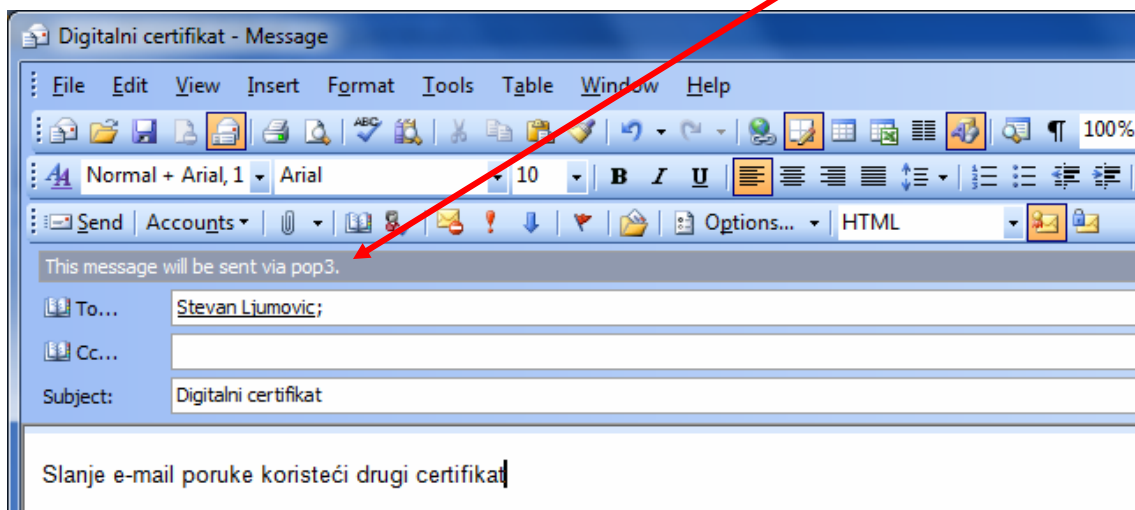 Digitalni certifikat - Message
File Edit View Insert Format Tools Table Window Help
ABC 100%
Normal + Arial, 1 Arial 10 B I U
Send Accounts Options... HTML
This message will be sent via pop3.
To... Stevan Ljumovic;
Cc...
Subject: Digitalni certifikat
Slanje e-mail poruke koristeći drugi certifikat